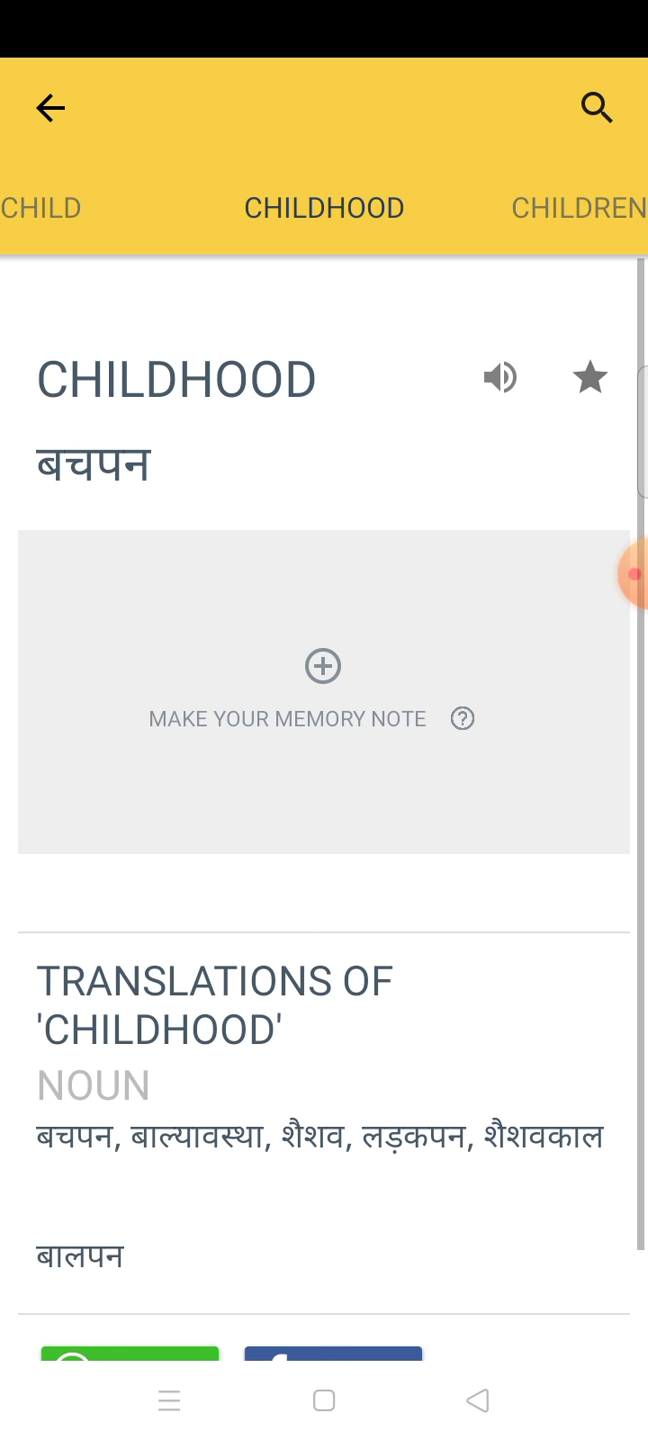 CHILD CHILDHOOD CHILDREN
CHILDHOOD
बचपन
MAKE YOUR MEMORY NOTE
TRANSLATIONS OF
'CHILDHOOD'
NOUN
बचपन, बाल्यावस्था, शैशव, लड़कपन, शैशवकाल
बालपन